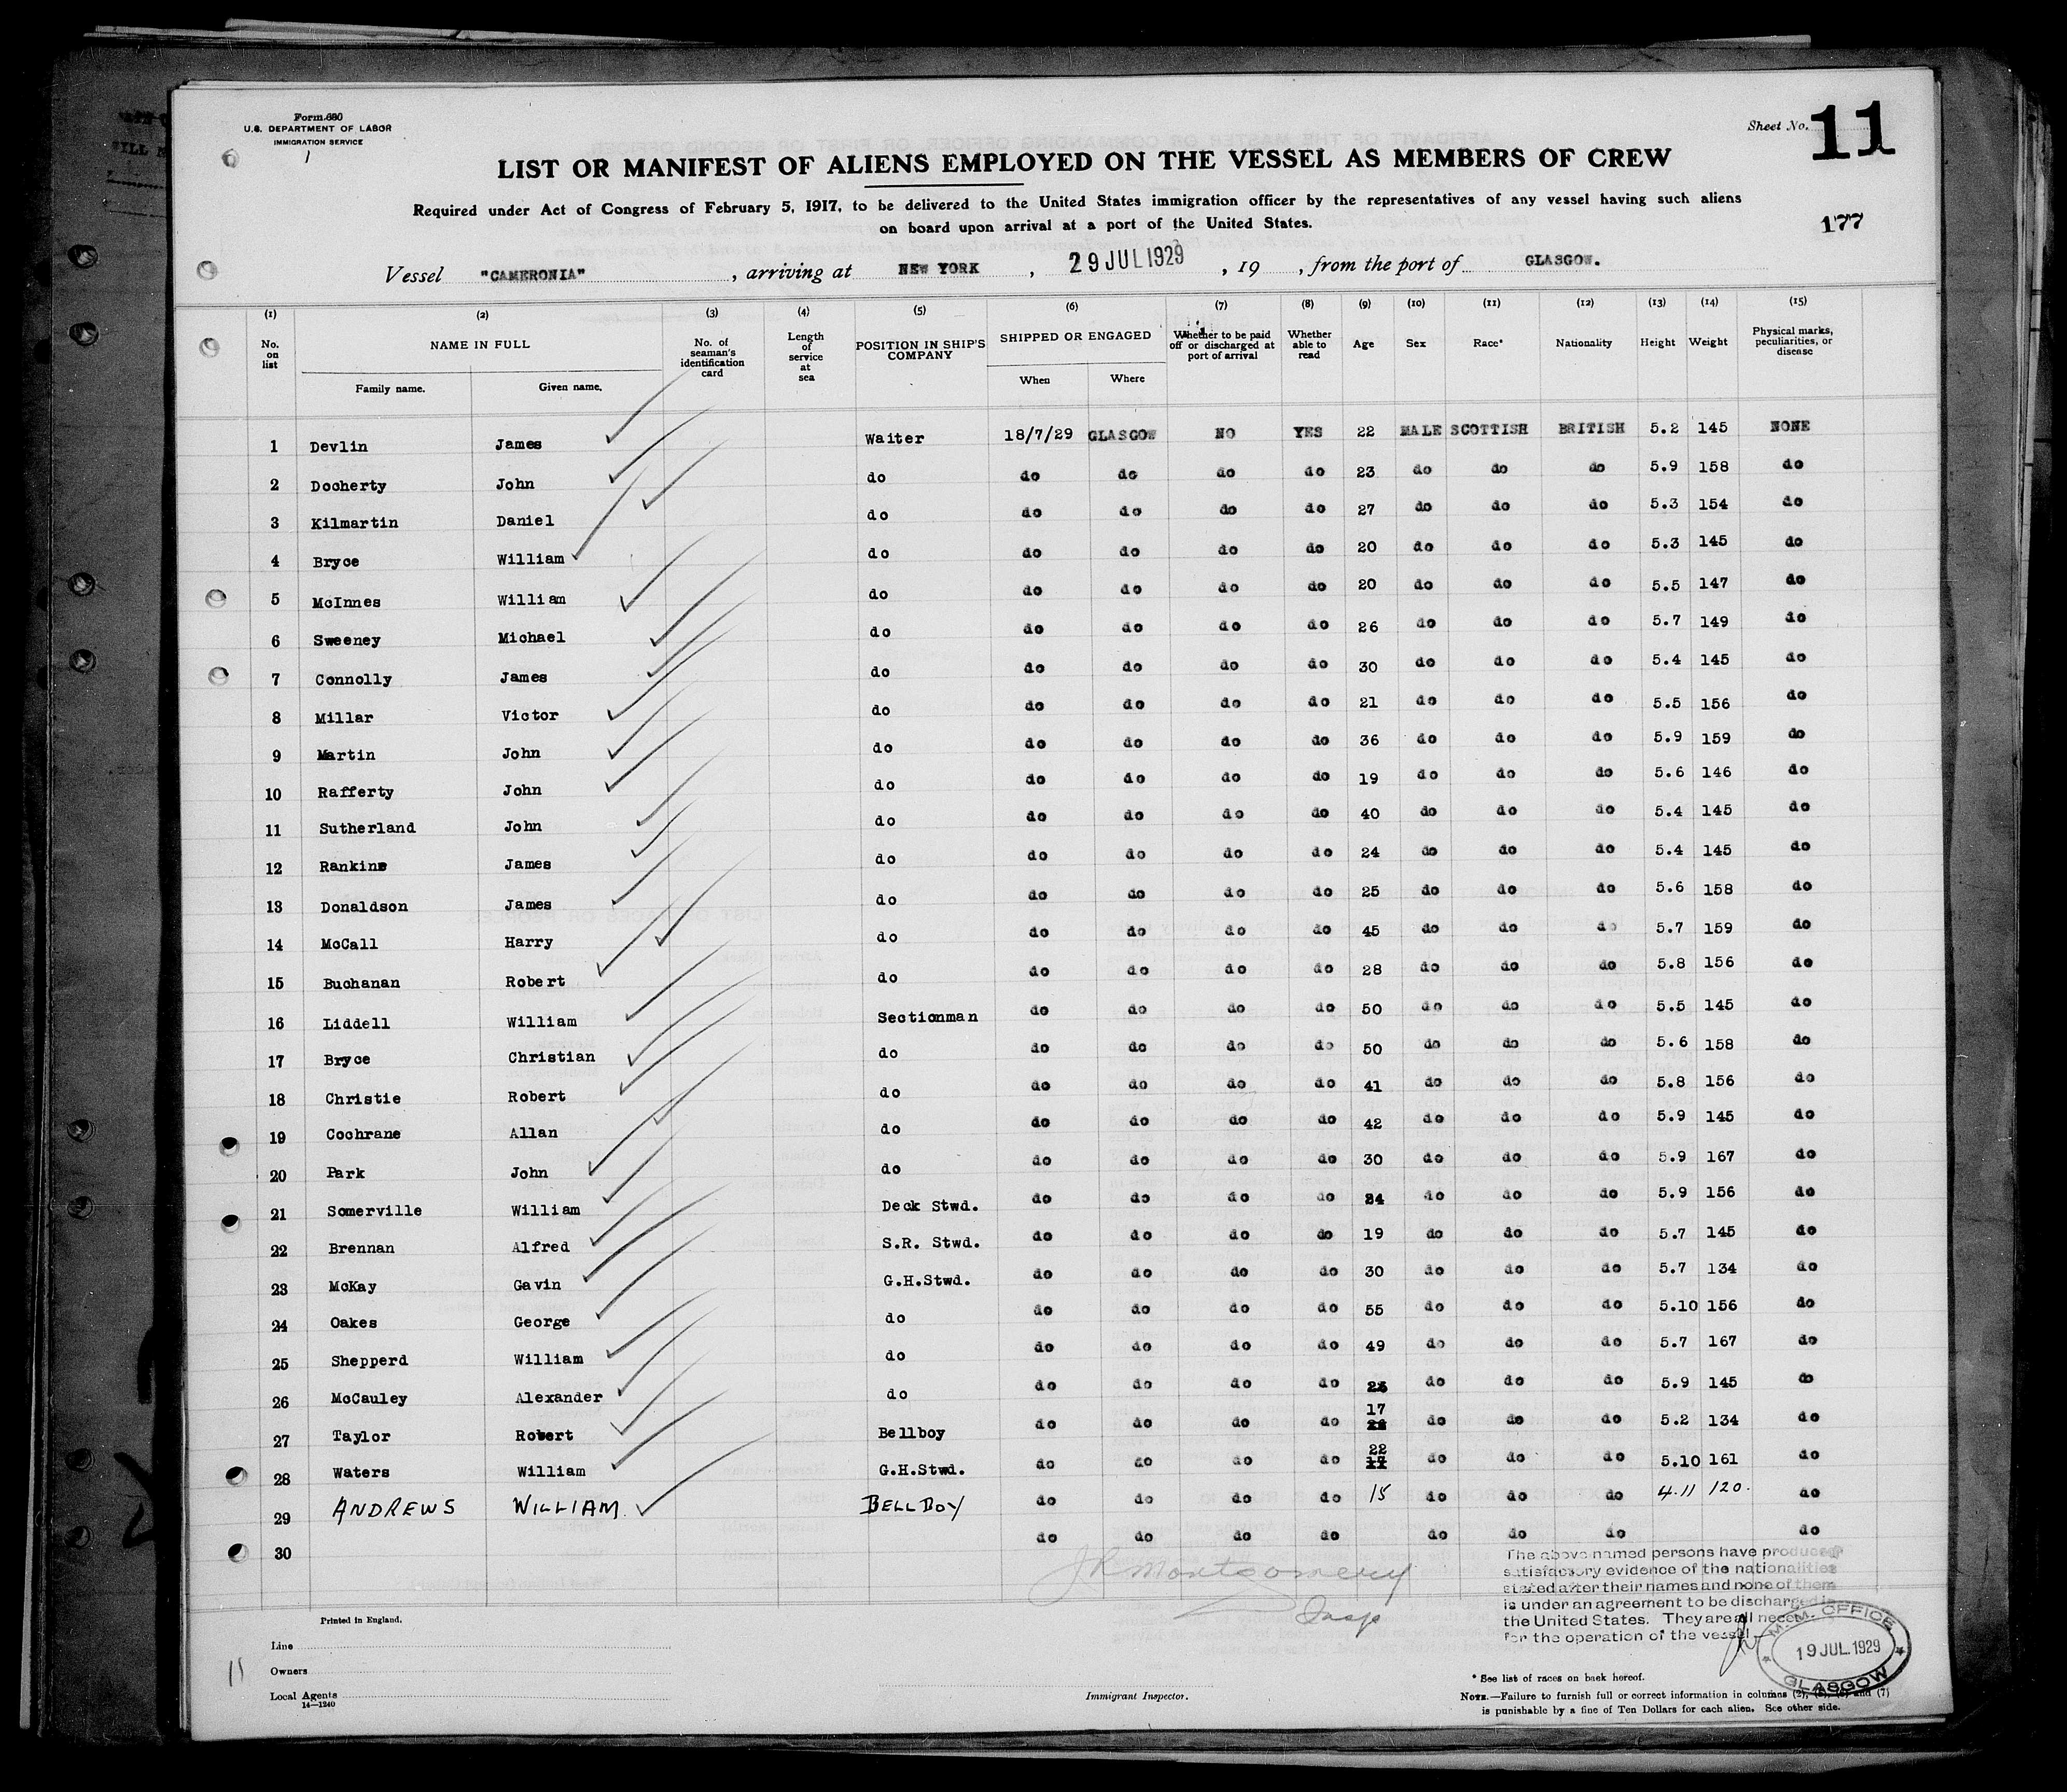 Form 680
U.S. DEPARTMENT OF LABOR
IMMIGRATION SERVICE
Sheet No. 11
LIST OR MANIFEST OF ALIENS EMPLOYED ON THE VESSEL AS MEMBERS OF CREW
Required under Act of Congress of February 5, 1917, to be delivered to the United States immigration officer by the representatives of any vessel having such aliens
on board upon arrival at a port of the United States.
177
Vessel "CAMERONIA", arriving at NEW YORK, 29 JUL 1929, 19 , from the port of GLASGOW.
(1) (2) (3) (4) (5) (6) (7) (8) (9) (10) (11) (12) (13) (14) (15)
No. on list NAME IN FULL Family name. Given name. No. of seaman's identification card Length of service at sea POSITION IN SHIP'S COMPANY SHIPPED OR ENGAGED When Where Whether to be paid off or discharged at port of arrival Whether able to read Age Sex Race* Nationality Height Weight Physical marks, peculiarities, or disease
1 Devlin James Waiter 18/7/29 GLASGOW NO YES 22 MALE SCOTTISH BRITISH 5.2 145 NONE
2 Docherty John do do do do do 23 do do do 5.9 158 do
3 Kilmartin Daniel do do do do do 27 do do do 5.3 154 do
4 Bryce William do do do do do 20 do do do 5.3 145 do
5 McInnes William do do do do do 20 do do do 5.5 147 do
6 Sweeney Michael do do do do do 26 do do do 5.7 149 do
7 Connolly James do do do do do 30 do do do 5.4 145 do
8 Millar Victor do do do do do 21 do do do 5.5 156 do
9 Martin John do do do do do 36 do do do 5.9 159 do
10 Rafferty John do do do do do 19 do do do 5.6 146 do
11 Sutherland John do do do do do 40 do do do 5.4 145 do
12 Rankine James do do do do do 24 do do do 5.4 145 do
13 Donaldson James do do do do do 25 do do do 5.6 158 do
14 McCall Harry do do do do do 45 do do do 5.7 159 do
15 Buchanan Robert do do do do do 28 do do do 5.8 156 do
16 Liddell William Sectionman do do do do 50 do do do 5.5 145 do
17 Bryce Christian do do do do do 50 do do do 5.6 158 do
18 Christie Robert do do do do do 41 do do do 5.8 156 do
19 Cochrane Allan do do do do do 42 do do do 5.9 145 do
20 Park John do do do do do 30 do do do 5.9 167 do
21 Somerville William Deck Stwd. do do do do 24 do do do 5.9 156 do
22 Brennan Alfred S.R. Stwd. do do do do 19 do do do 5.7 145 do
23 McKay Gavin G.H.Stwd. do do do do 30 do do do 5.7 134 do
24 Oakes George do do do do do 55 do do do 5.10 156 do
25 Shepperd William do do do do do 49 do do do 5.7 167 do
26 McCauley Alexander do do do do do do do do 5.9 145 do
27 Taylor Robert Bellboy do do do do 17 do do do 5.2 134 do
28 Waters William G.H.Stwd. do do do do 22 do do do 5.10 161 do
29 ANDREWS WILLIAM. BELL BOY do do do do 15 do do do 4.11 120. do
30 do do do do do do do do
JR Montgomery
Insp
The above named persons have produced
satisfactory evidence of the nationalities
stated after their names and none of them
is under an agreement to be discharged in
the United States. They are all
for the operation of the vessel
M.M. OFFICE
19 JUL. 1929
GLASGOW
Printed in England.
Line
Owners
Local Agents
14—1240
11
Immigrant Inspector.
* See list of races on back hereof.
NOTE.—Failure to furnish full or correct information in columns (2), and (7)
is punishable by a fine of Ten Dollars for each alien. See other side.